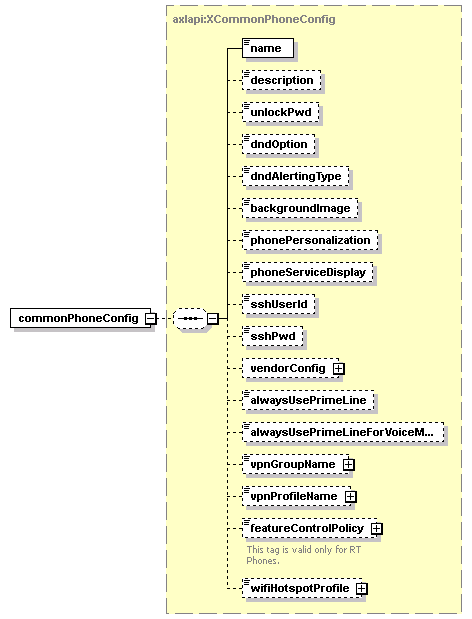 axlapi:XCommonPhoneConfig
name
description
unlockPwd
dndOption
dndAlertingType
backgroundImage
phonePersonalization
phoneServiceDisplay
commonPhoneConfig
sshUserId
sshPwd
vendorConfig
alwaysUsePrimeLine
alwaysUsePrimeLineForVoiceM...
vpnGroupName
vpnProfileName
featureControlPolicy
This tag is valid only for RT
Phones.
wifiHotspotProfile